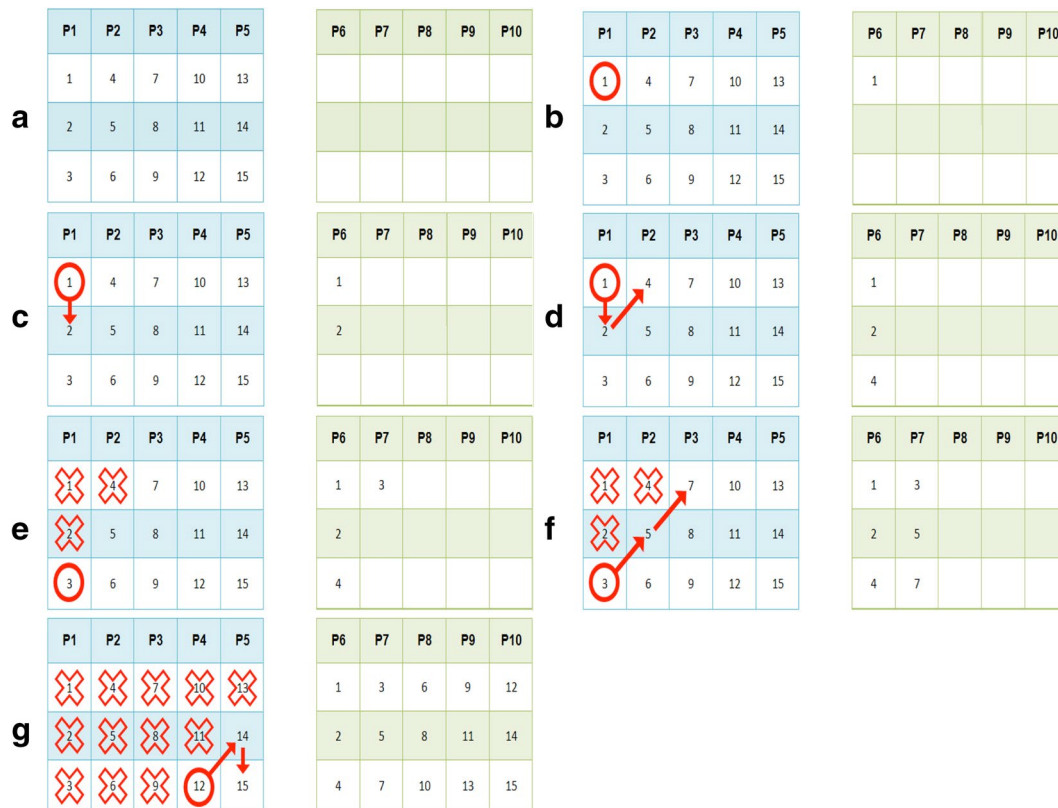 P1 P2 P3 P4 P5
1 4 7 10 13
a
2 5 8 11 14
3 6 9 12 15
P6 P7 P8 P9 P10
P1 P2 P3 P4 P5
1 4 7 10 13
b
2 5 8 11 14
3 6 9 12 15
P6 P7 P8 P9 P10
1
P1 P2 P3 P4 P5
1 4 7 10 13
c
2 5 8 11 14
3 6 9 12 15
P6 P7 P8 P9 P10
1
2
P1 P2 P3 P4 P5
1 4 7 10 13
d
2 5 8 11 14
3 6 9 12 15
P6 P7 P8 P9 P10
1
2
4
P1 P2 P3 P4 P5
1 4 7 10 13
e
2 5 8 11 14
3 6 9 12 15
P6 P7 P8 P9 P10
1 3
2
4
P1 P2 P3 P4 P5
1 4 7 10 13
f
2 5 8 11 14
3 6 9 12 15
P6 P7 P8 P9 P10
1 3
2 5
4 7
P1 P2 P3 P4 P5
1 4 7 10 13
g
2 5 8 11 14
3 6 9 12 15
P6 P7 P8 P9 P10
1 3 6 9 12
2 5 8 11 14
4 7 10 13 15